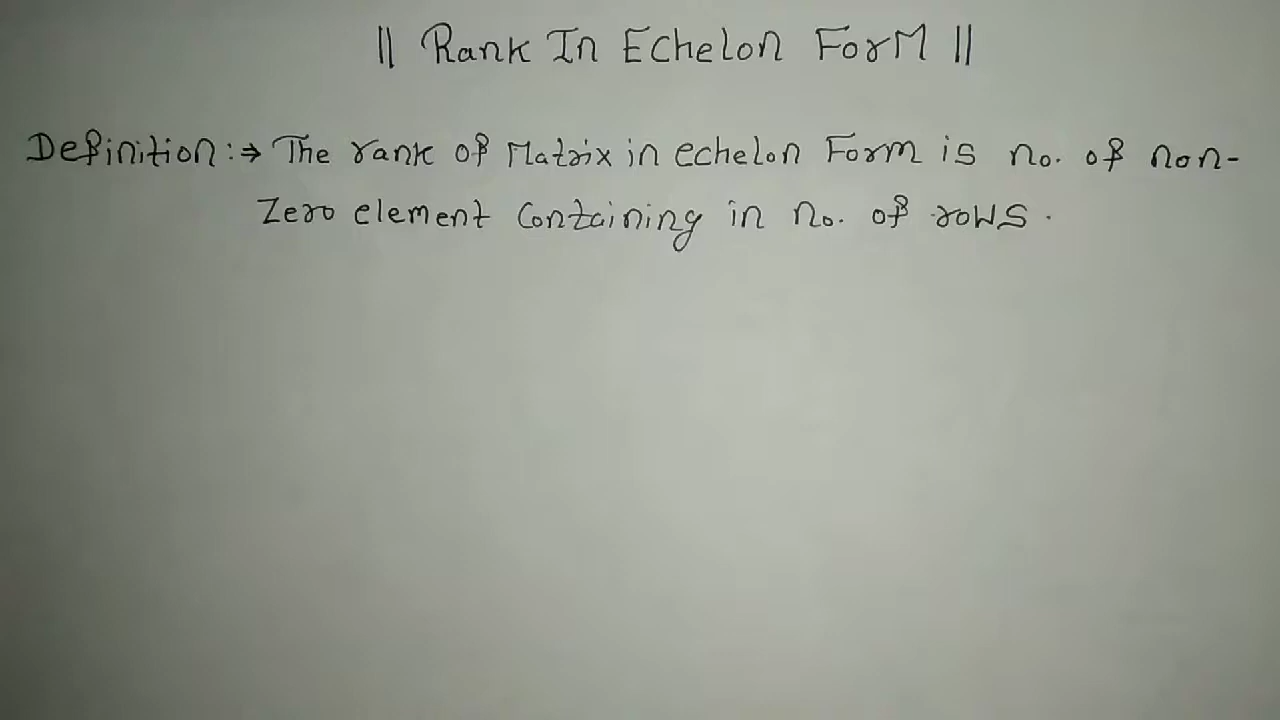 || Rank In Echelon Form ||
Definition :⇒ The rank of Matrix in echelon Form is no. of non-
Zero element Containing in no. of rows.